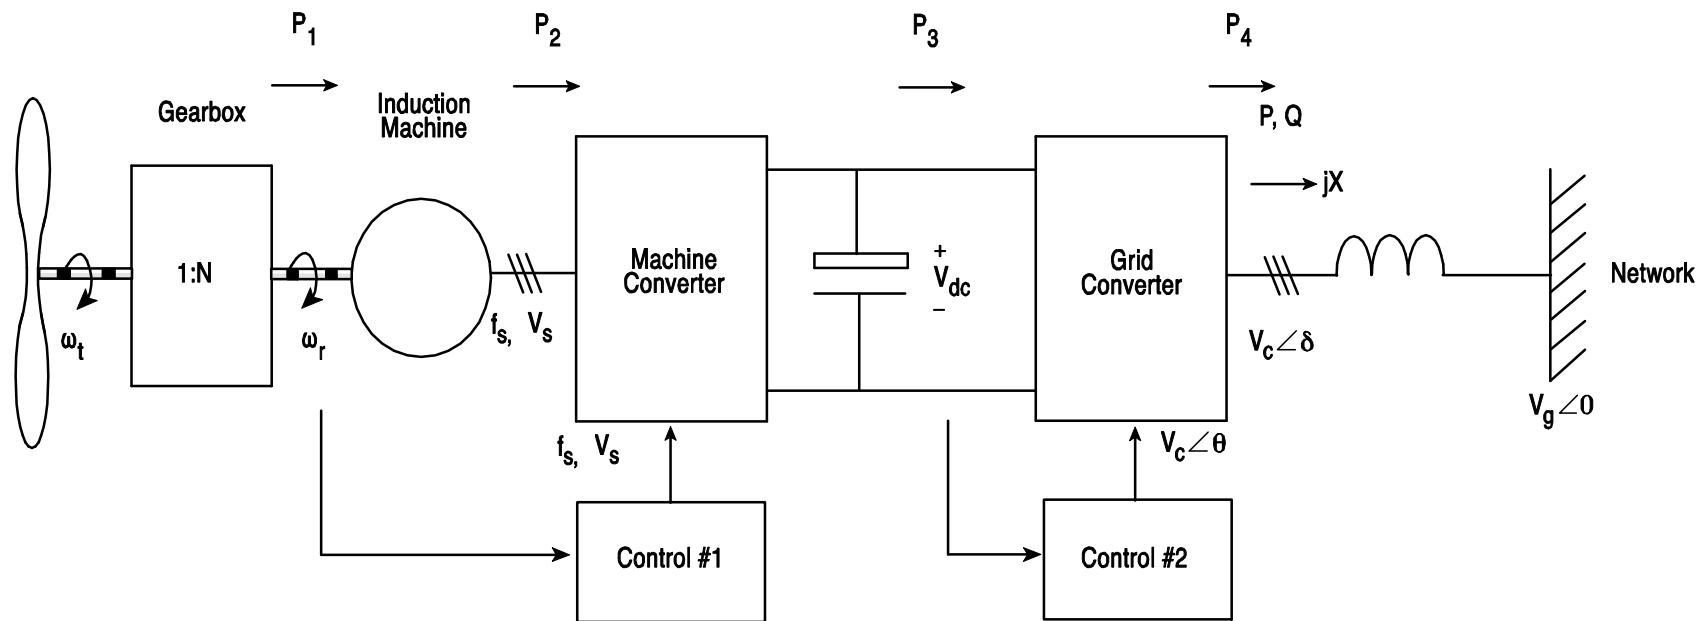 P1
P2
P3
P4
Gearbox
Induction
Machine
P, Q
jX
1:N
Machine
Converter
+
Vdc
–
Grid
Converter
Network
ωt
ωr
fs, Vs
Vc∠δ
Vg∠0
fs, Vs
Vc∠θ
Control #1
Control #2